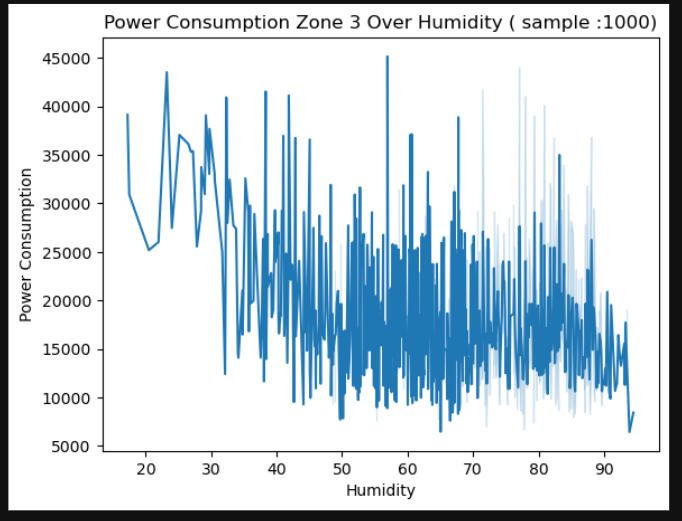 Power Consumption Zone 3 Over Humidity ( sample :1000)
45000
40000
35000
30000
25000
20000
15000
10000
5000
Power Consumption
20 30 40 50 60 70 80 90
Humidity